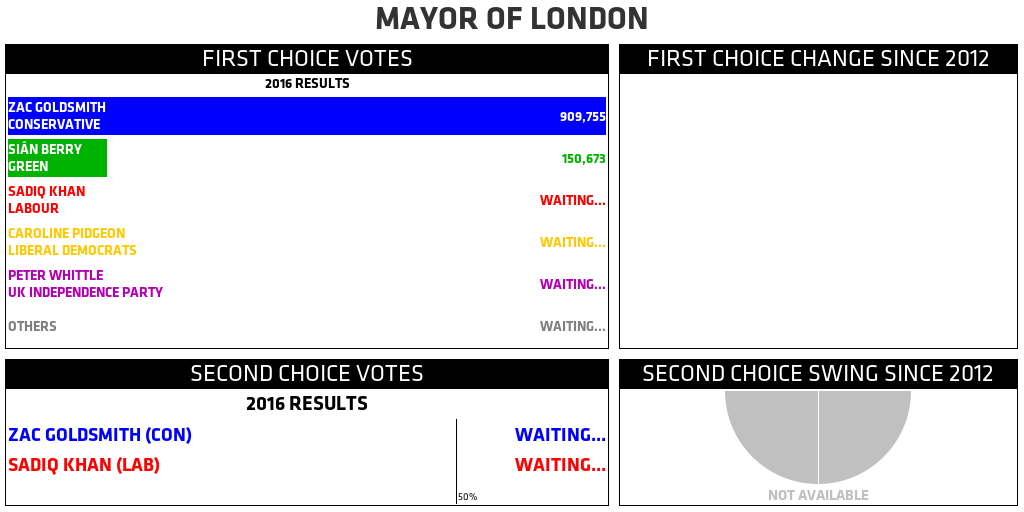 MAYOR OF LONDON
FIRST CHOICE VOTES
2016 RESULTS
ZAC GOLDSMITH
CONSERVATIVE
909,755
SIÂN BERRY
GREEN
150,673
SADIQ KHAN
LABOUR
WAITING...
CAROLINE PIDGEON
LIBERAL DEMOCRATS
WAITING...
PETER WHITTLE
UK INDEPENDENCE PARTY
WAITING...
OTHERS
WAITING...
FIRST CHOICE CHANGE SINCE 2012
SECOND CHOICE VOTES
2016 RESULTS
ZAC GOLDSMITH (CON)
WAITING...
SADIQ KHAN (LAB)
WAITING...
50%
SECOND CHOICE SWING SINCE 2012
NOT AVAILABLE